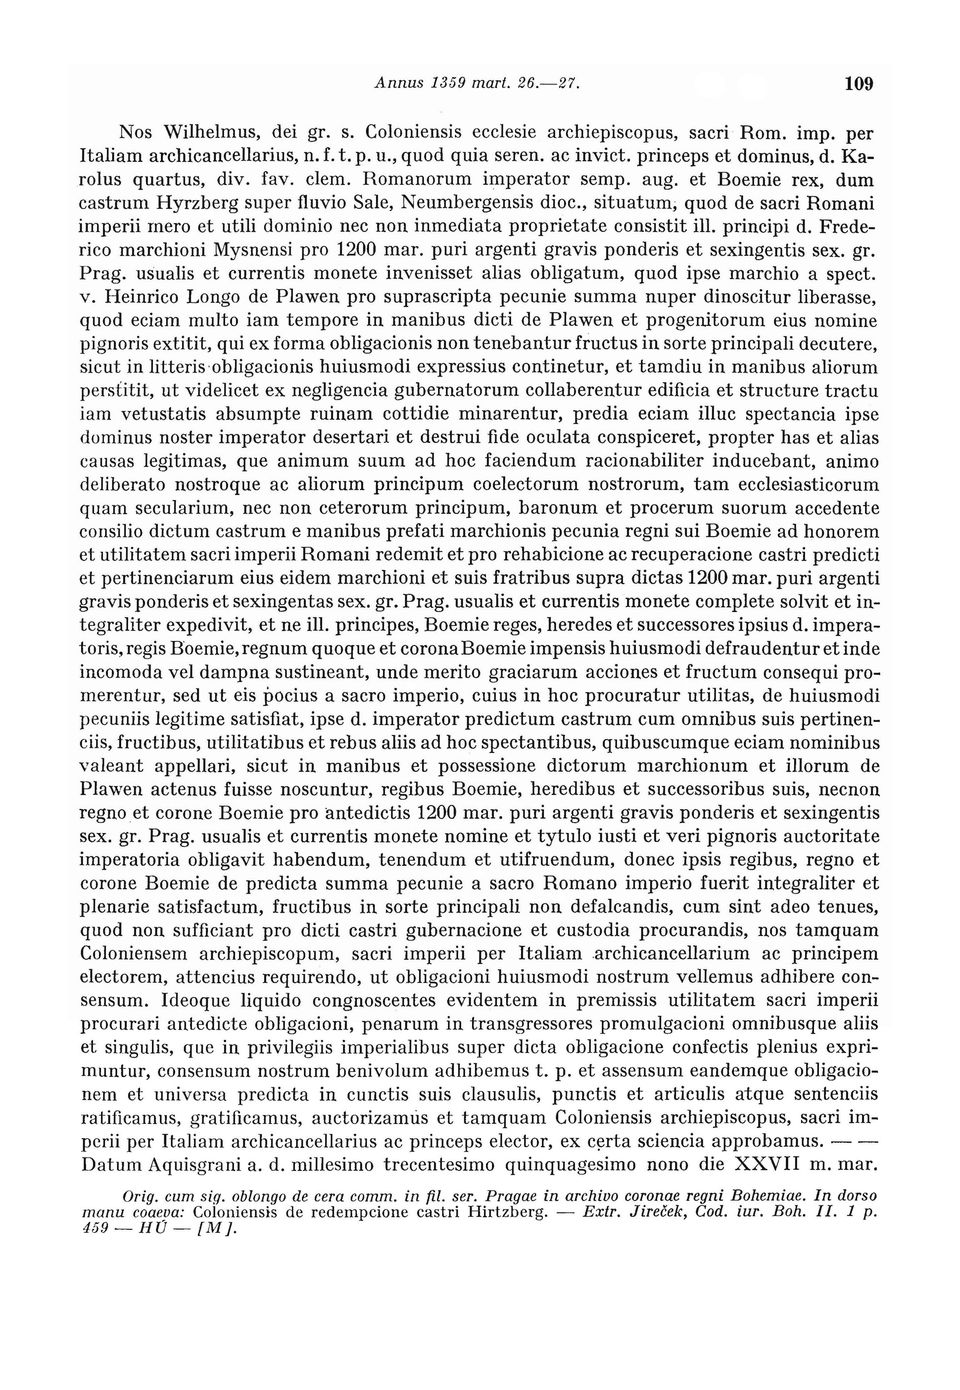 Annus 1359 mart. 26.—27. 109
Nos Wilhelmus, dei gr. s. Coloniensis ecclesie archiepiscopus, sacri Rom. imp. per
Italiam archicancellarius, n. f. t. p. u., quod quia seren. ac invict. princeps et dominus, d. Ka-
rolus quartus, div. fav. clem. Romanorum imperator semp. aug. et Boemie rex, dum
castrum Hyrzberg super fluvio Sale, Neumbergensis dioc., situatum, quod de sacri Romani
imperii mero et utili dominio nec non inmediata proprietate consistit ill. principi d. Frede-
rico marchioni Mysnensi pro 1200 mar. puri argenti gravis ponderis et sexingentis sex. gr.
Prag. usualis et currentis monete invenisset alias obligatum, quod ipse marchio a spect.
v. Heinrico Longo de Plawen pro suprascripta pecunie summa nuper dinoscitur liberasse,
quod eciam multo iam tempore in manibus dicti de Plawen et progenitorum eius nomine
pignoris extitit, qui ex forma obligacionis non tenebantur fructus in sorte principali decutere,
sicut in litteris obligacionis huiusmodi expressius continetur, et tamdiu in manibus aliorum
perstitit, ut videlicet ex negligencia gubernatorum collaberentur edificia et structure tractu
iam vetustatis absumpte ruinam cottidie minarentur, predia eciam illuc spectancia ipse
dominus noster imperator desertari et destrui fide oculata conspiceret, propter has et alias
causas legitimas, que animum suum ad hoc faciendum racionabiliter inducebant, animo
deliberato nostroque ac aliorum principum coelectorum nostrorum, tam ecclesiasticorum
quam secularium, nec non ceterorum principum, baronum et procerum suorum accedente
consilio dictum castrum e manibus prefati marchionis pecunia regni sui Boemie ad honorem
et utilitatem sacri imperii Romani redemit et pro rehabicione ac recuperacione castri predicti
et pertinenciarum eius eidem marchioni et suis fratribus supra dictas 1200 mar. puri argenti
gravis ponderis et sexingentas sex. gr. Prag. usualis et currentis monete complete solvit et in-
tegraliter expedivit, et ne ill. principes, Boemie reges, heredes et successores ipsius d. impera-
toris, regis Boemie, regnum quoque et corona Boemie impensis huiusmodi defraudentur et inde
incomoda vel dampna sustineant, unde merito graciarum acciones et fructum consequi pro-
merentur, sed ut eis pocius a sacro imperio, cuius in hoc procuratur utilitas, de huiusmodi
pecuniis legitime satisfiat, ipse d. imperator predictum castrum cum omnibus suis pertinen-
ciis, fructibus, utilitatibus et rebus aliis ad hoc spectantibus, quibuscumque eciam nominibus
valeant appellari, sicut in manibus et possessione dictorum marchionum et illorum de
Plawen actenus fuisse noscuntur, regibus Boemie, heredibus et successoribus suis, necnon
regno et corone Boemie pro antedictis 1200 mar. puri argenti gravis ponderis et sexingentis
sex. gr. Prag. usualis et currentis monete nomine et tytulo iusti et veri pignoris auctoritate
imperatoria obligavit habendum, tenendum et utifruendum, donec ipsis regibus, regno et
corone Boemie de predicta summa pecunie a sacro Romano imperio fuerit integraliter et
plenarie satisfactum, fructibus in sorte principali non defalcandis, cum sint adeo tenues,
quod non sufficiant pro dicti castri gubernacione et custodia procurandis, nos tamquam
Coloniensem archiepiscopum, sacri imperii per Italiam archicancellarium ac principem
electorem, attencius requirendo, ut obligacioni huiusmodi nostrum vellemus adhibere con-
sensum. Ideoque liquido congnoscentes evidentem in premissis utilitatem sacri imperii
procurari antedicte obligacioni, penarum in transgressores promulgacioni omnibusque aliis
et singulis, que in privilegiis imperialibus super dicta obligacione confectis plenius expri-
muntur, consensum nostrum benivolum adhibemus t. p. et assensum eandemque obligacio-
nem et universa predicta in cunctis suis clausulis, punctis et articulis atque sentenciis
ratificamus, gratificamus, auctorizamus et tamquam Coloniensis archiepiscopus, sacri im-
perii per Italiam archicancellarius ac princeps elector, ex certa sciencia approbamus. — —
Datum Aquisgrani a. d. millesimo trecentesimo quinquagesimo nono die XXVII m. mar.
Orig. cum sig. oblongo de cera comm. in fil. ser. Pragae in archivo coronae regni Bohemiae. In dorso
manu coaeva: Coloniensis de redempcione castri Hirtzberg. — Extr. Jireček, Cod. iur. Boh. II. 1 p.
459 — HÚ — [M].